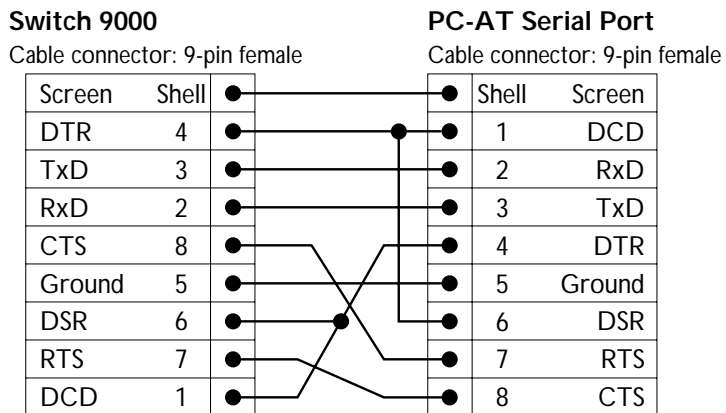 Switch 9000 PC-AT Serial Port
Cable connector: 9-pin female Cable connector: 9-pin female
Screen Shell Shell Screen
DTR 4 1 DCD
TxD 3 2 RxD
RxD 2 3 TxD
CTS 8 4 DTR
Ground 5 5 Ground
DSR 6 6 DSR
RTS 7 7 RTS
DCD 1 8 CTS